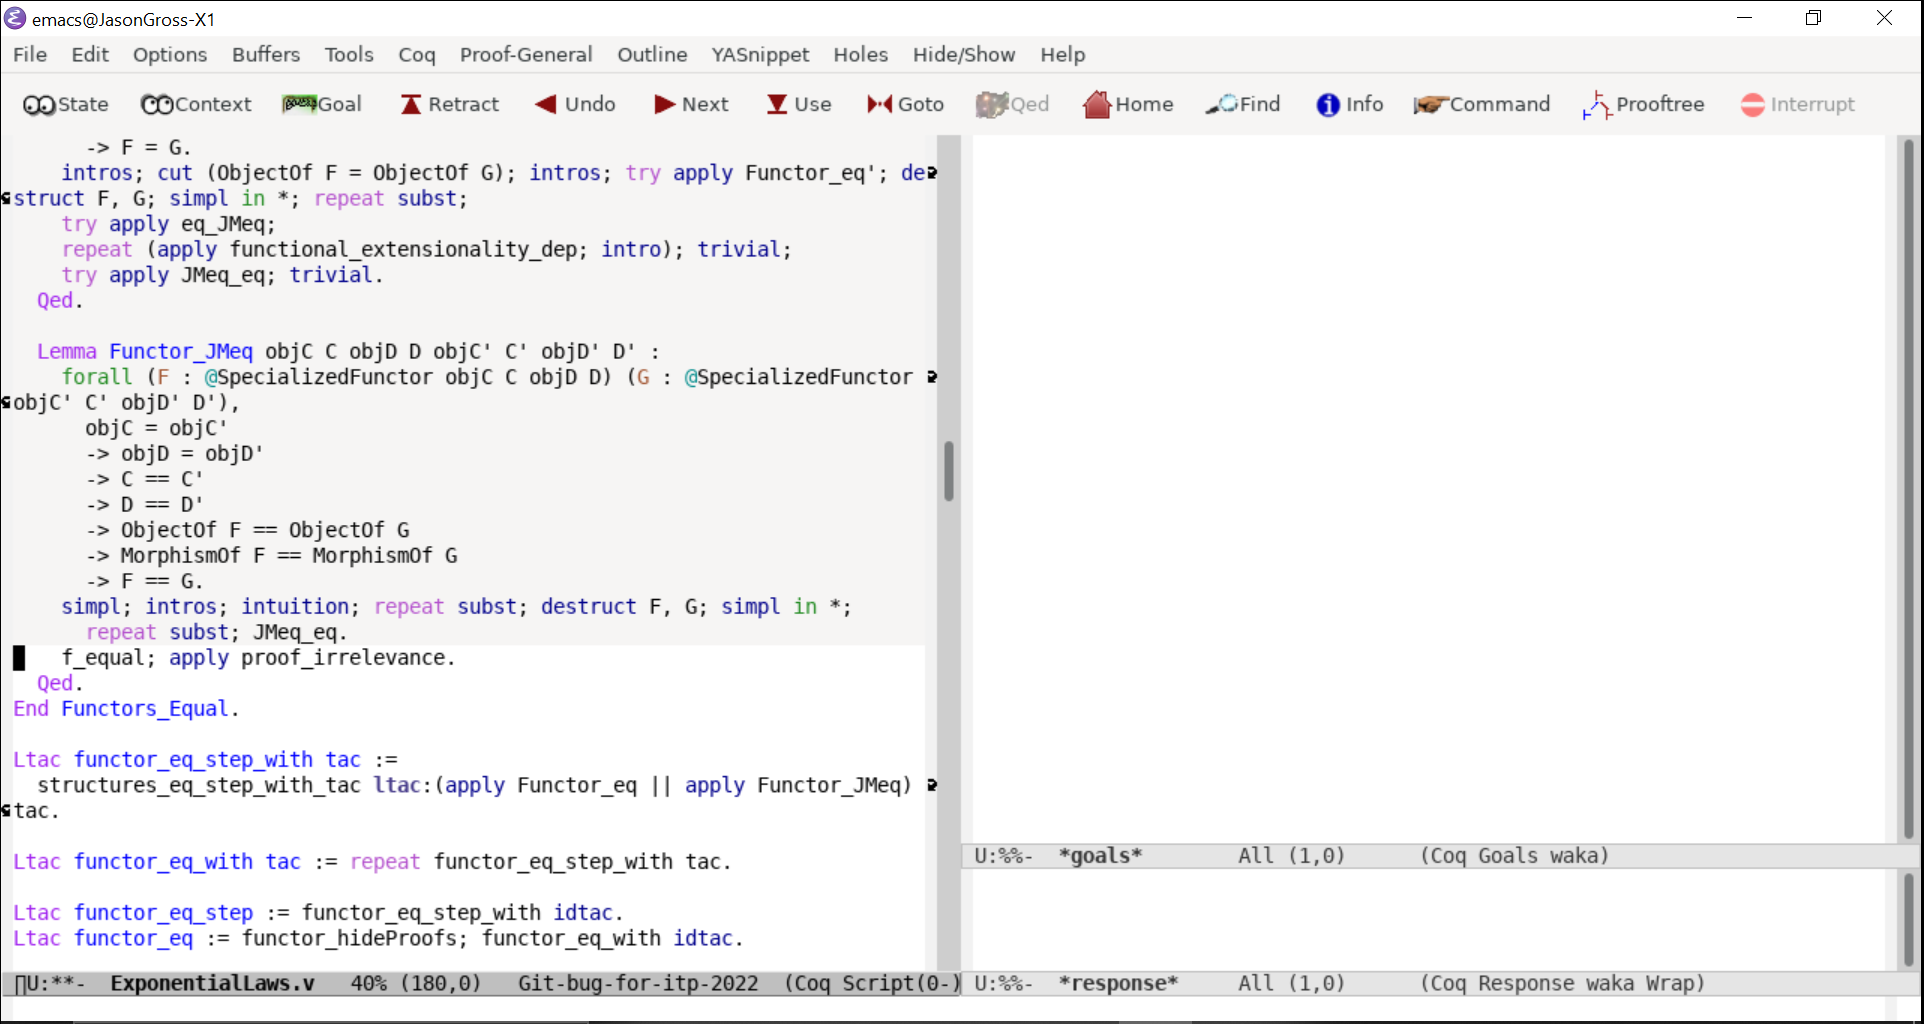 emacs@JasonGross-X1
File Edit Options Buffers Tools Coq Proof-General Outline YASnippet Holes Hide/Show Help
State Context Goal Retract Undo Next Use Goto Qed Home Find Info Command Prooftree Interrupt
-> F = G.
intros; cut (ObjectOf F = ObjectOf G); intros; try apply Functor_eq'; de
struct F, G; simpl in *; repeat subst;
try apply eq_JMeq;
repeat (apply functional_extensionality_dep; intro); trivial;
try apply JMeq_eq; trivial.
Qed.
Lemma Functor_JMeq objC C objD D objC' C' objD' D' :
forall (F : @SpecializedFunctor objC C objD D) (G : @SpecializedFunctor
objC' C' objD' D'),
objC = objC'
-> objD = objD'
-> C == C'
-> D == D'
-> ObjectOf F == ObjectOf G
-> MorphismOf F == MorphismOf G
-> F == G.
simpl; intros; intuition; repeat subst; destruct F, G; simpl in *;
repeat subst; JMeq_eq.
f_equal; apply proof_irrelevance.
Qed.
End Functors_Equal.
Ltac functor_eq_step_with tac :=
structures_eq_step_with_tac ltac:(apply Functor_eq || apply Functor_JMeq)
tac.
Ltac functor_eq_with tac := repeat functor_eq_step_with tac.
Ltac functor_eq_step := functor_eq_step_with idtac.
Ltac functor_eq := functor_hideProofs; functor_eq_with idtac.
U:**- ExponentialLaws.v 40% (180,0) Git-bug-for-itp-2022 (Coq Script(0-)
U:%%- *goals* All (1,0) (Coq Goals waka)
U:%%- *response* All (1,0) (Coq Response waka Wrap)